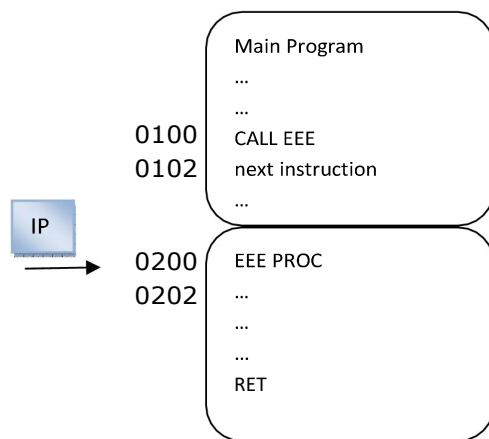 Main Program
...
...
0100 CALL EEE
0102 next instruction
...
IP
0200 EEE PROC
0202 ...
...
...
RET